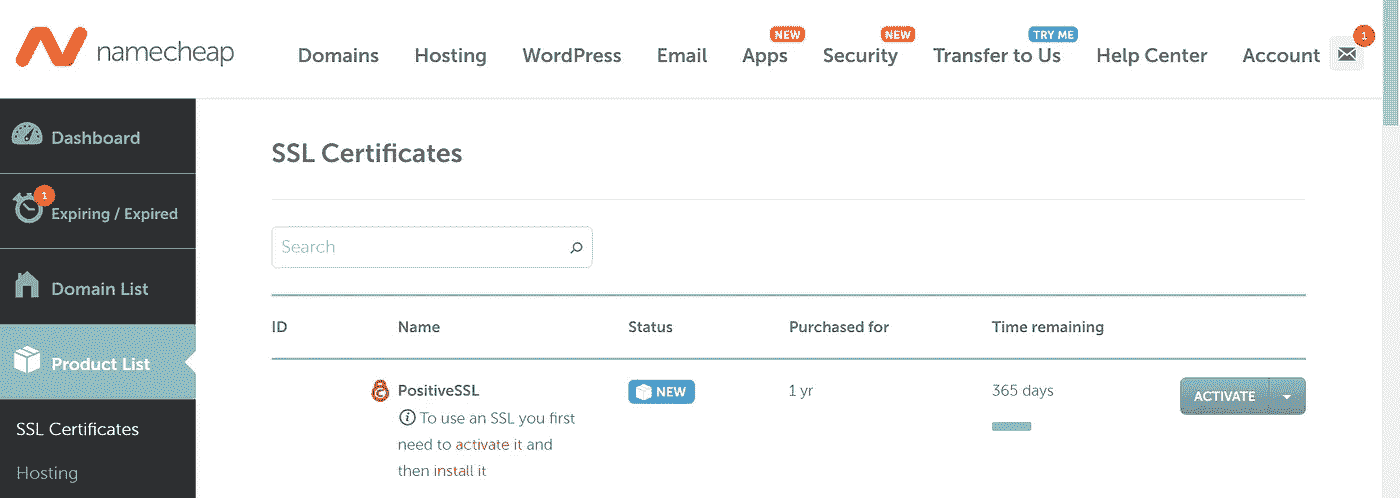 namecheap
Domains Hosting WordPress Email Apps NEW Security NEW Transfer to Us TRY ME Help Center Account 1
Dashboard
1
Expiring / Expired
Domain List
Product List
SSL Certificates
Hosting
SSL Certificates
Search
ID Name Status Purchased for Time remaining
PositiveSSL NEW 1 yr 365 days ACTIVATE
To use an SSL you first
need to activate it and
then install it